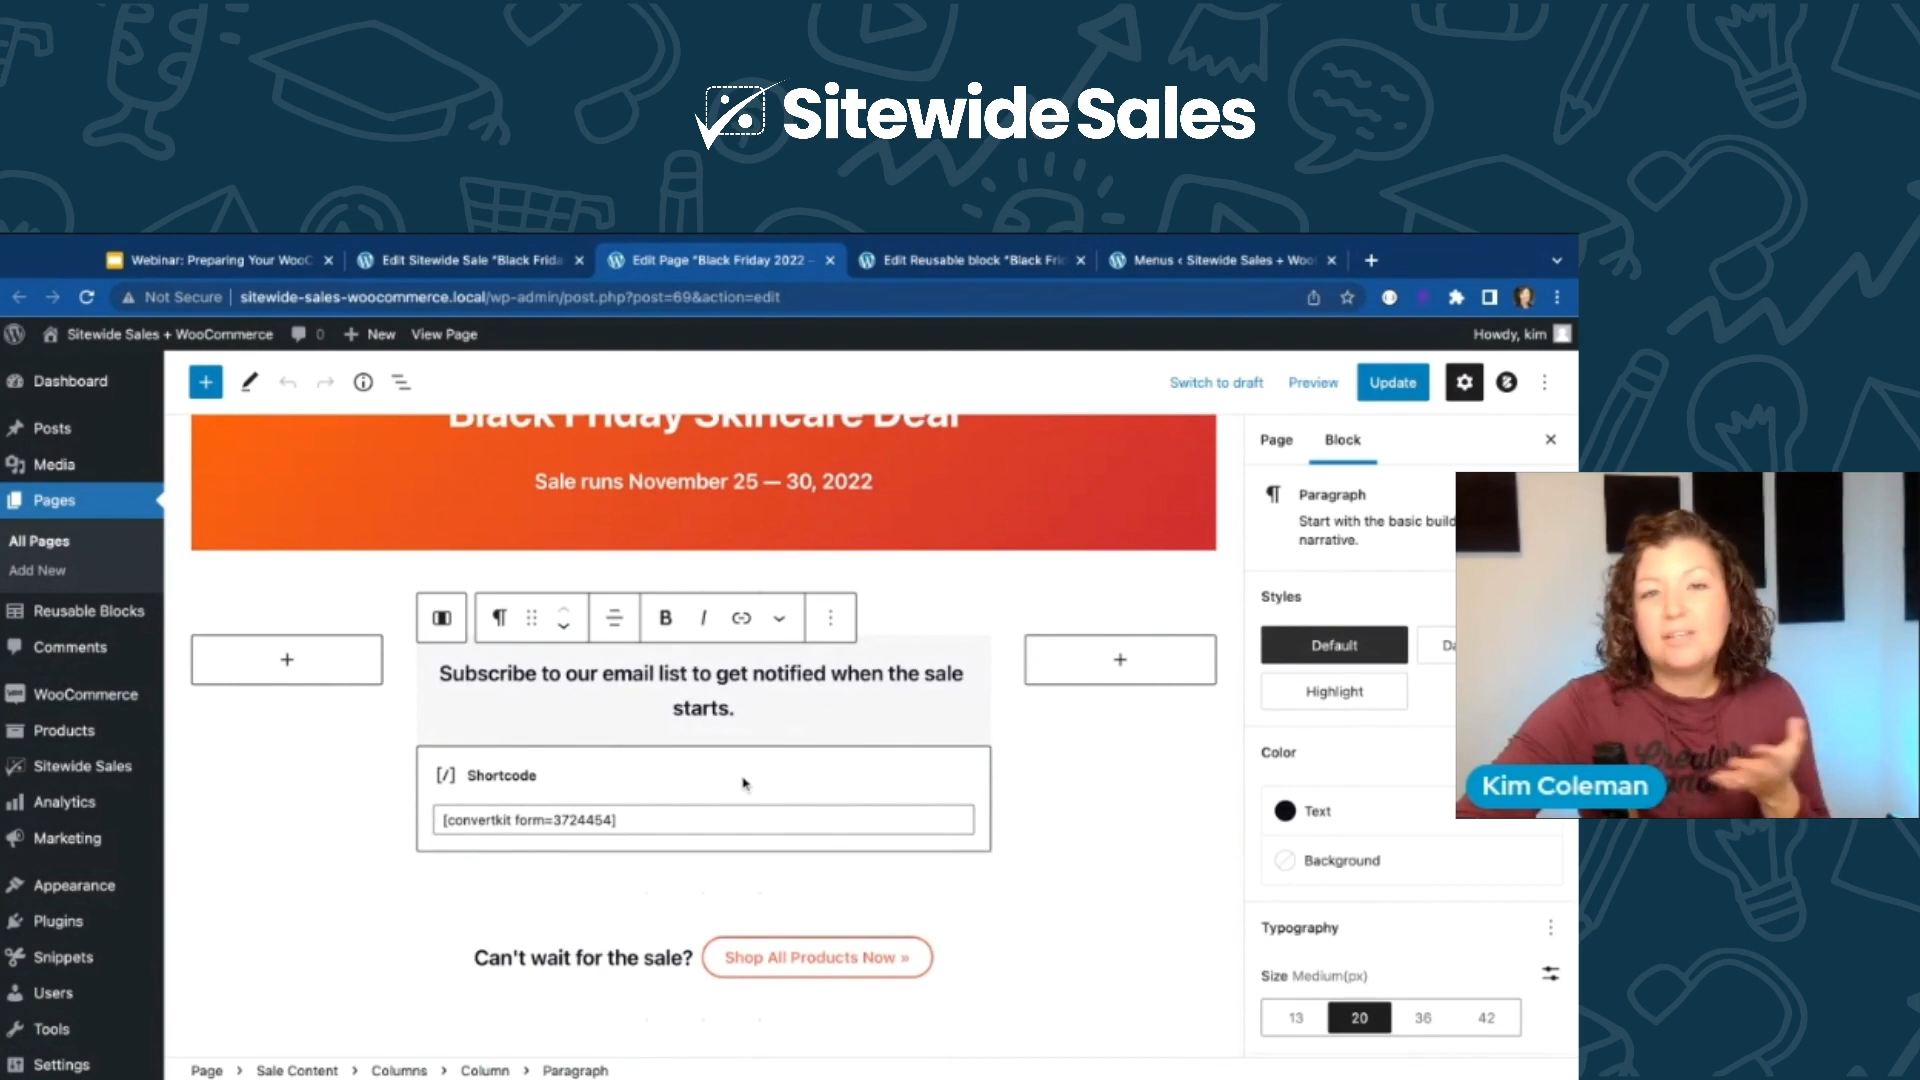 Sitewide Sales
Webinar: Preparing Your WooC
Edit Sitewide Sale "Black Frida
Edit Page "Black Friday 2022 –
Edit Reusable block "Black Fri
Menus ‹ Sitewide Sales + Woo
Not Secure
sitewide-sales-woocommerce.local/wp-admin/post.php?post=69&action=edit
Sitewide Sales + WooCommerce
0
New
View Page
Howdy, kim
Dashboard
Posts
Media
Pages
All Pages
Add New
Reusable Blocks
Comments
WooCommerce
Products
Sitewide Sales
Analytics
Marketing
Appearance
Plugins
Snippets
Users
Tools
Settings
Switch to draft
Preview
Update
Black Friday Skincare Deal
Sale runs November 25 — 30, 2022
B
I
Subscribe to our email list to get notified when the sale
starts.
[/] Shortcode
[convertkit form=3724454]
Can't wait for the sale?
Shop All Products Now »
Page
Block
Paragraph
Start with the basic build
narrative.
Styles
Default
Da
Highlight
Color
Text
Background
Typography
Size Medium(px)
13
20
36
42
Kim Coleman
Page › Sale Content › Columns › Column › Paragraph